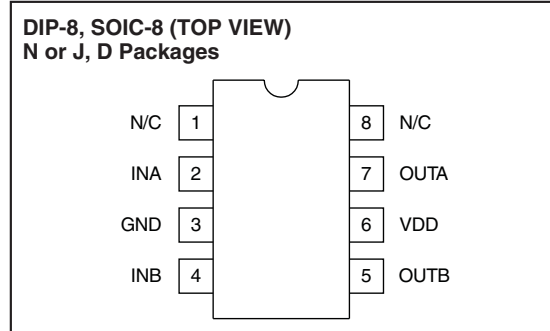 DIP-8, SOIC-8 (TOP VIEW)
N or J, D Packages
N/C 1 8 N/C
INA 2 7 OUTA
GND 3 6 VDD
INB 4 5 OUTB